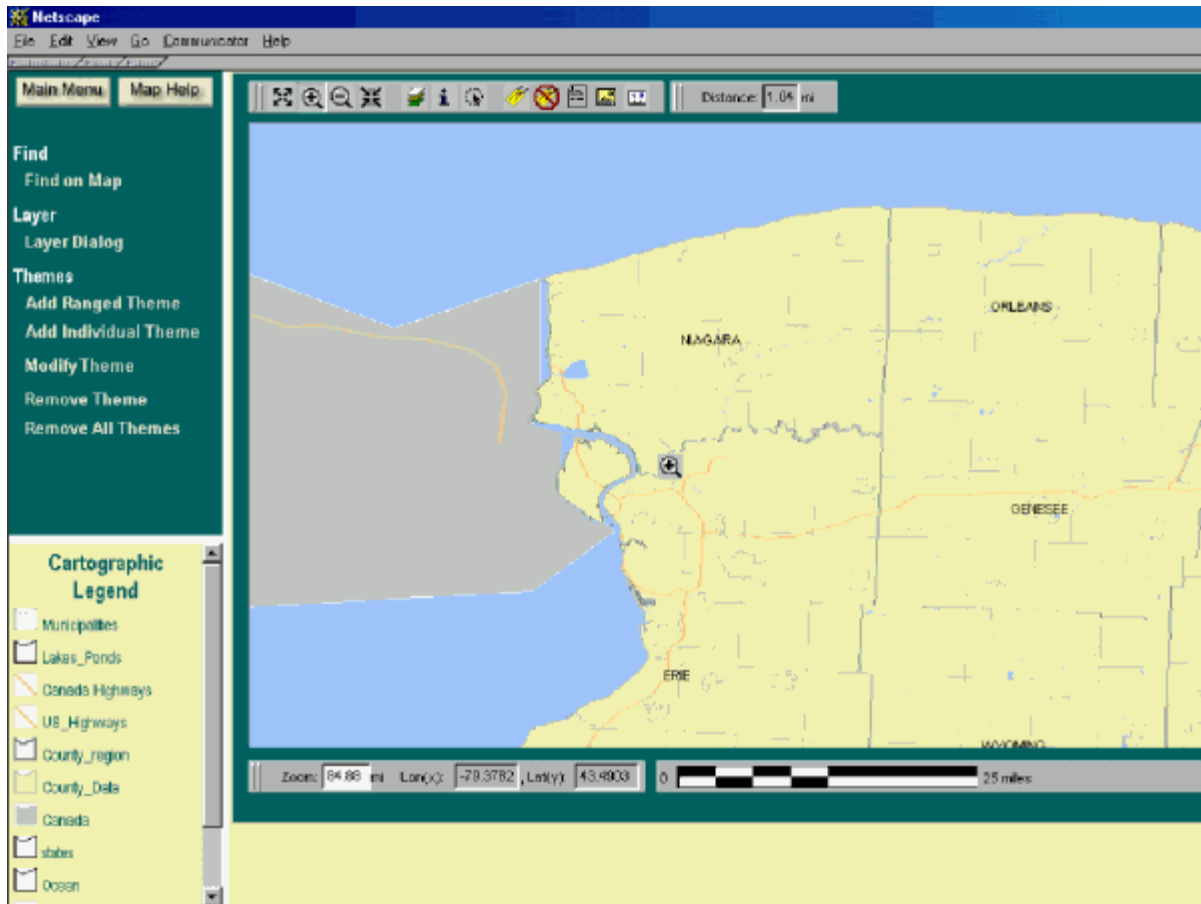 Netscape
File Edit View Go Communicator Help
Main Menu Map Help
Distance: 1.04 mi
Find
Find on Map
Layer
Layer Dialog
Themes
Add Ranged Theme
Add Individual Theme
Modify Theme
Remove Theme
Remove All Themes
NIAGARA
ORLEANS
GENESEE
ERIE
WYOMING
Cartographic
Legend
Municipalities
Lakes_Ponds
Canada Highways
US_Highways
County_region
County_Data
Canada
states
Ocean
Zoom: 84.88 mi Lon(x): -79.3782 , Lat(y): 43.4903 0 25 miles